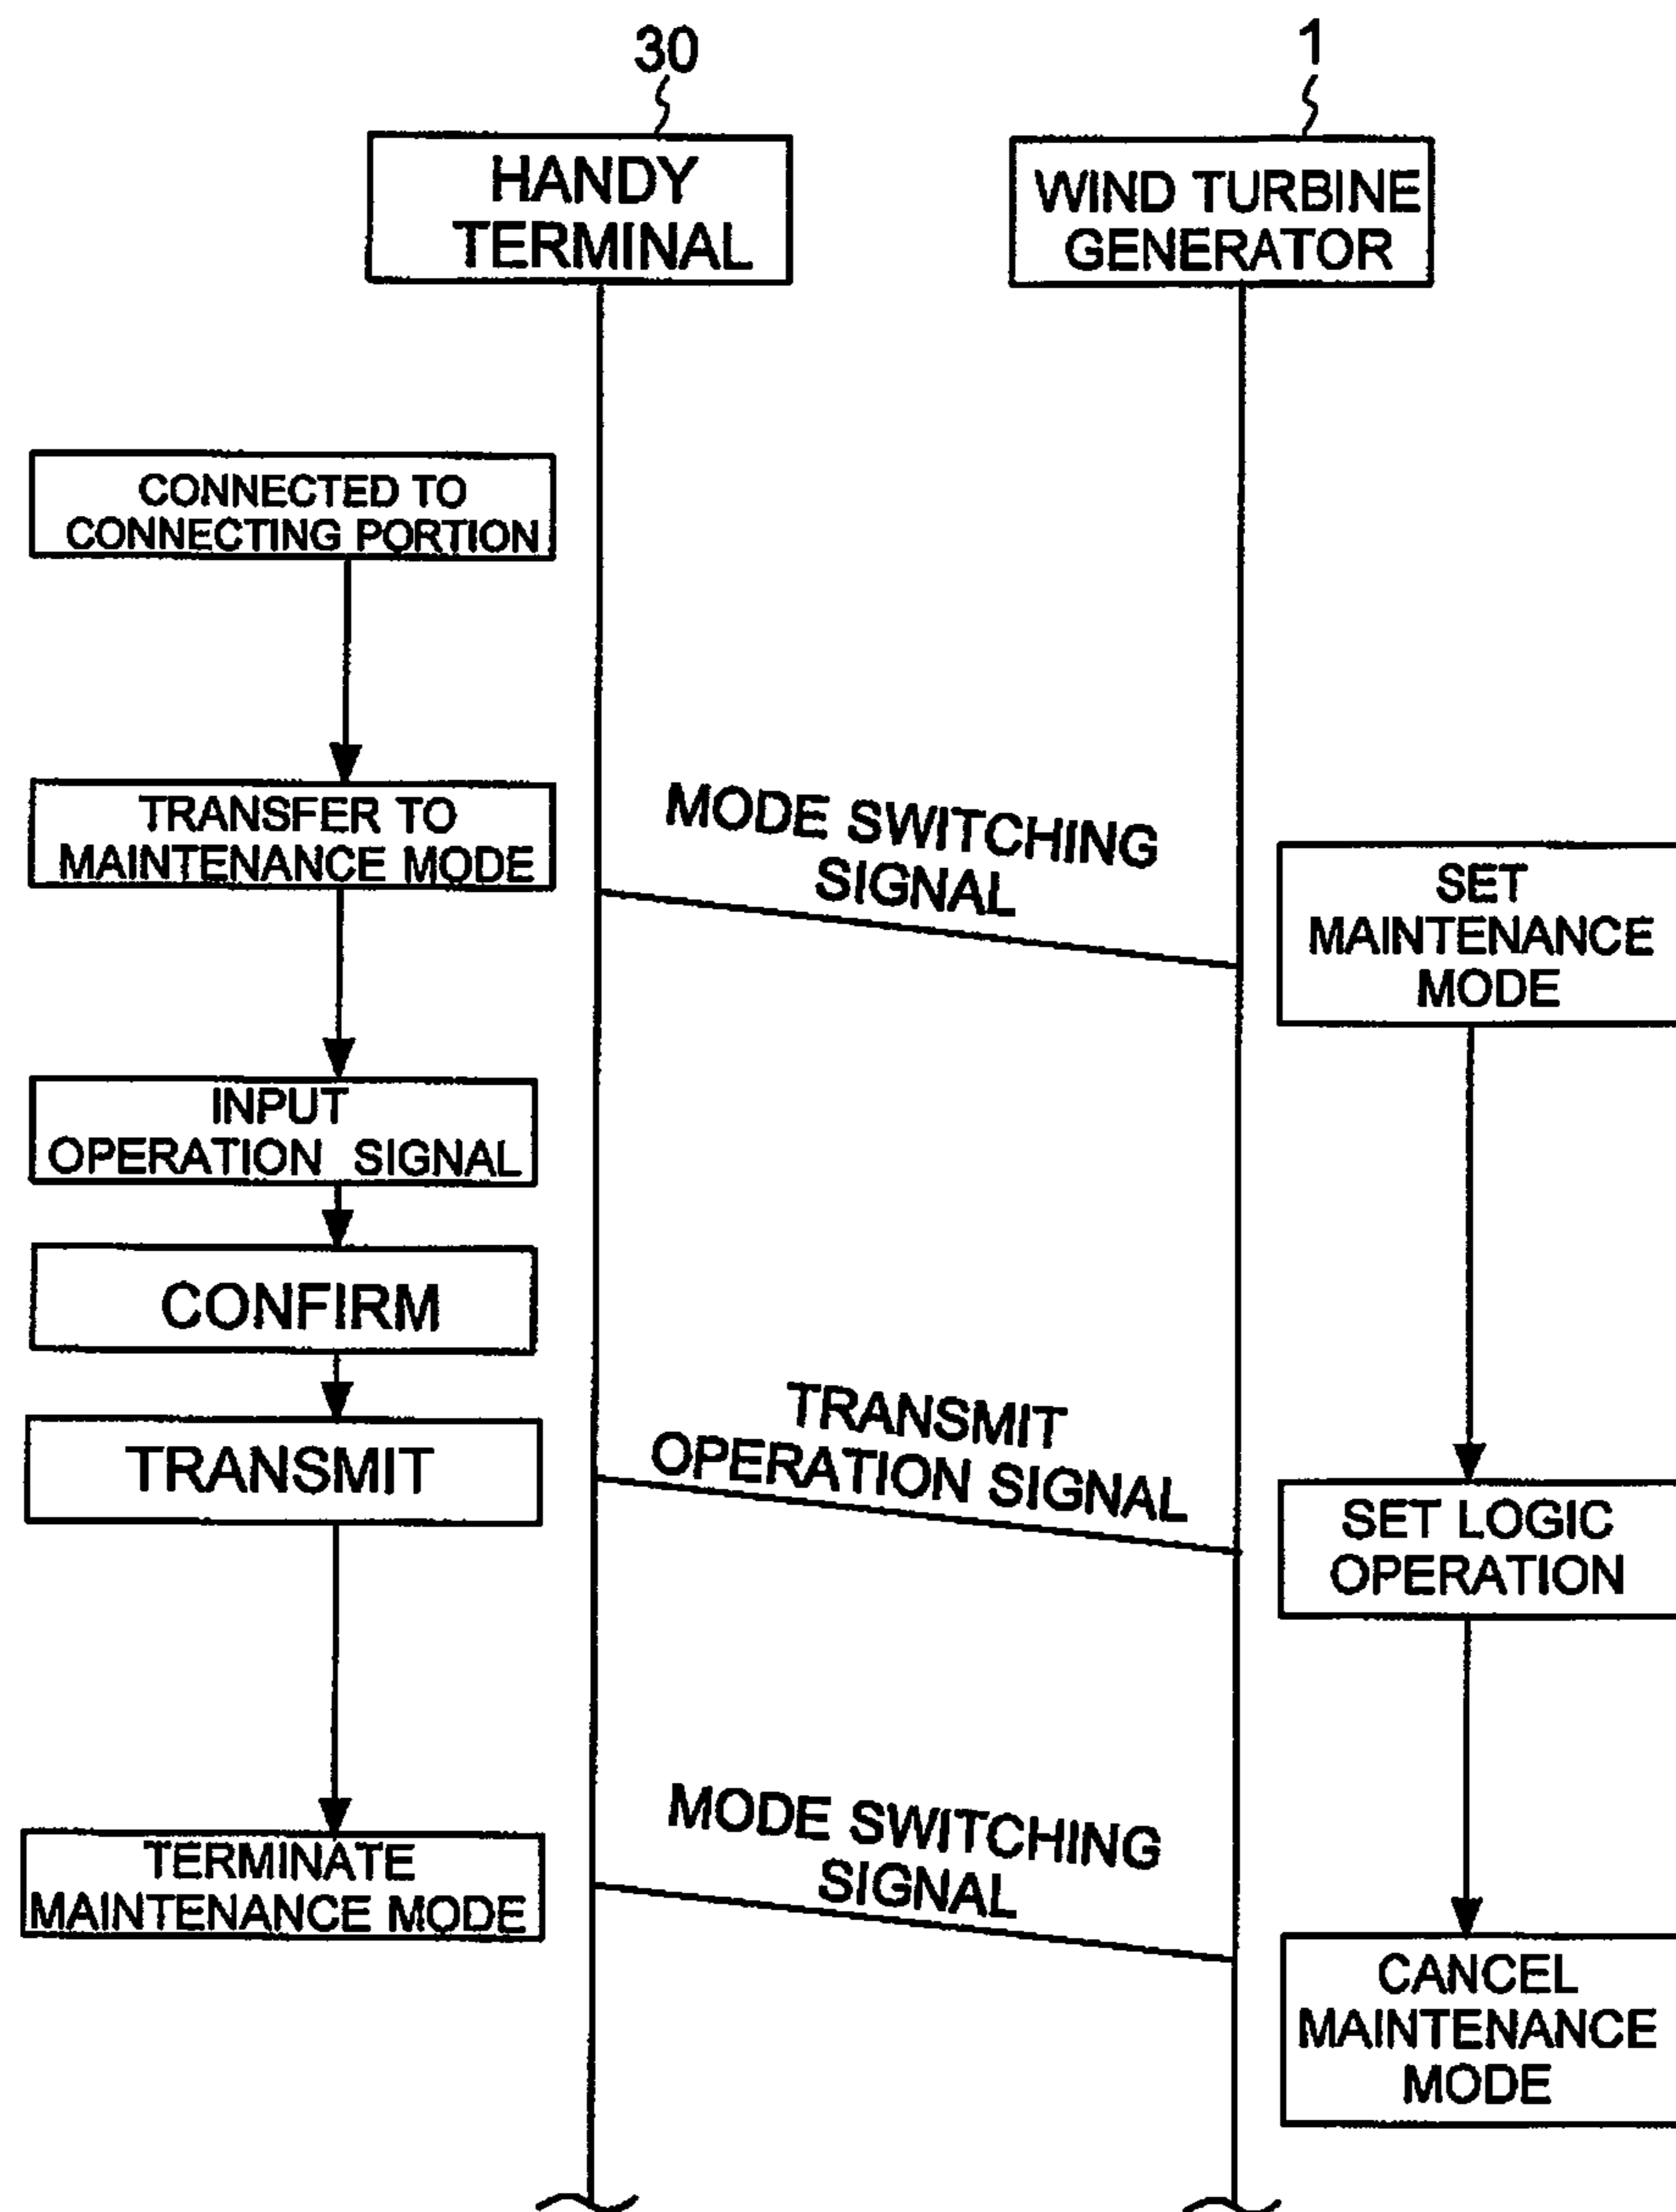 30
1
HANDY
TERMINAL
WIND TURBINE
GENERATOR
CONNECTED TO
CONNECTING PORTION
TRANSFER TO
MAINTENANCE MODE
MODE SWITCHING
SIGNAL
SET
MAINTENANCE
MODE
INPUT
OPERATION SIGNAL
CONFIRM
TRANSMIT
TRANSMIT
OPERATION SIGNAL
SET LOGIC
OPERATION
TERMINATE
MAINTENANCE MODE
MODE SWITCHING
SIGNAL
CANCEL
MAINTENANCE
MODE